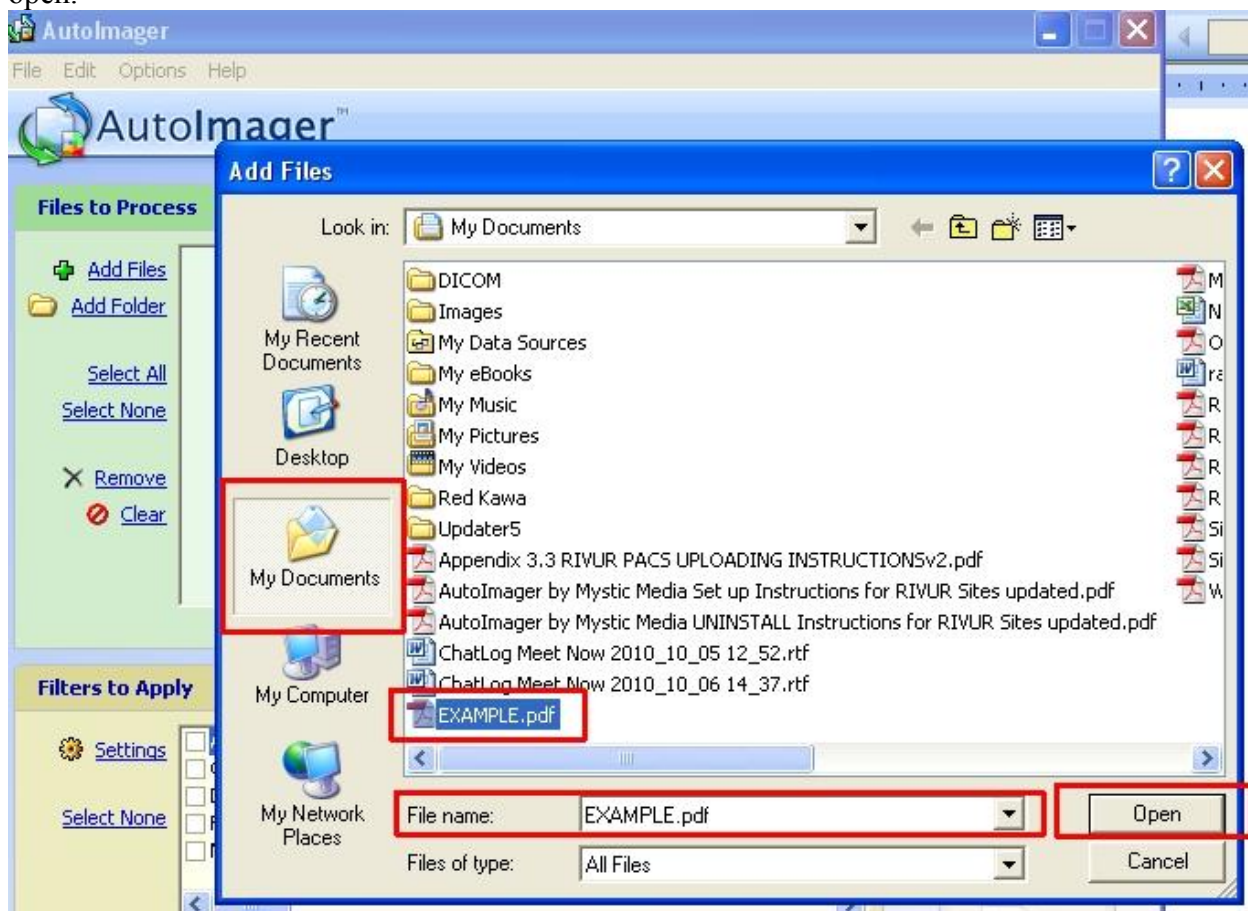 open.
AutoImager
File Edit Options Help
AutoImager™
Add Files
Files to Process
Look in: My Documents
Add Files
Add Folder
Select All
Select None
Remove
Clear
My Recent Documents
Desktop
My Documents
My Computer
My Network Places
DICOM
Images
My Data Sources
My eBooks
My Music
My Pictures
My Videos
Red Kawa
Updater5
Appendix 3.3 RIVUR PACS UPLOADING INSTRUCTIONSv2.pdf
AutoImager by Mystic Media Set up Instructions for RIVUR Sites updated.pdf
AutoImager by Mystic Media UNINSTALL Instructions for RIVUR Sites updated.pdf
ChatLog Meet Now 2010_10_05 12_52.rtf
ChatLog Meet Now 2010_10_06 14_37.rtf
EXAMPLE.pdf
M
N
O
ra
R
R
R
R
Si
Si
W
Filters to Apply
Settings
Select None
File name: EXAMPLE.pdf
Open
Files of type: All Files
Cancel